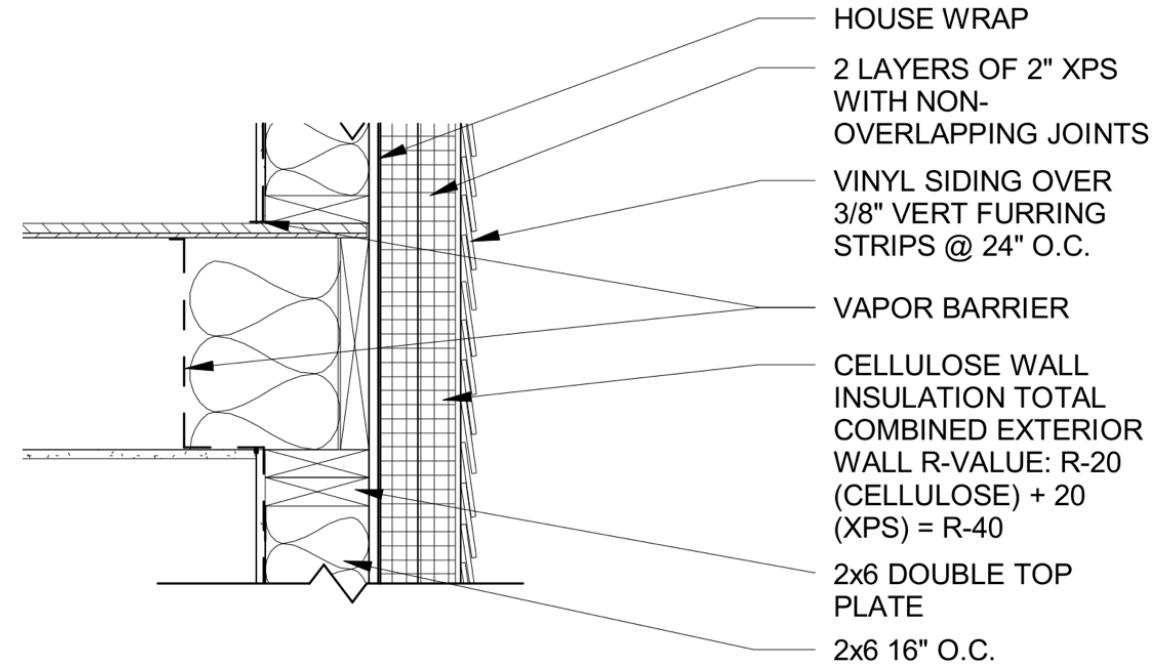 HOUSE WRAP
2 LAYERS OF 2" XPS
WITH NON-
OVERLAPPING JOINTS
VINYL SIDING OVER
3/8" VERT FURRING
STRIPS @ 24" O.C.
VAPOR BARRIER
CELLULOSE WALL
INSULATION TOTAL
COMBINED EXTERIOR
WALL R-VALUE: R-20
(CELLULOSE) + 20
(XPS) = R-40
2x6 DOUBLE TOP
PLATE
2x6 16" O.C.